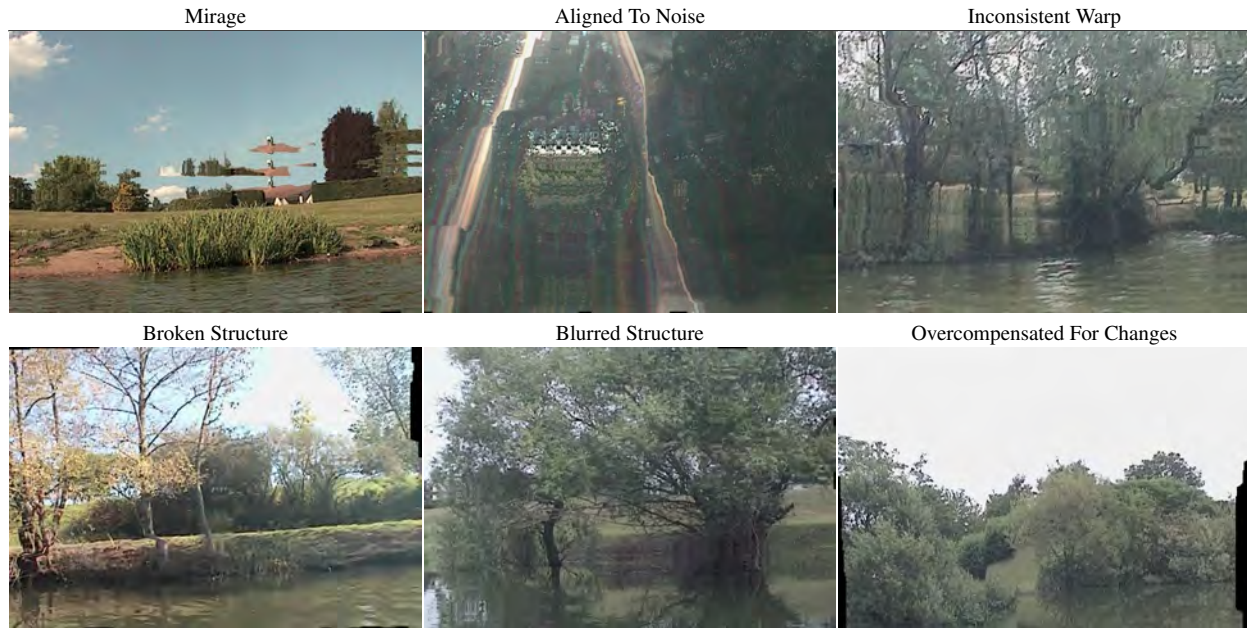 Mirage
Aligned To Noise
Inconsistent Warp
Broken Structure
Blurred Structure
Overcompensated For Changes